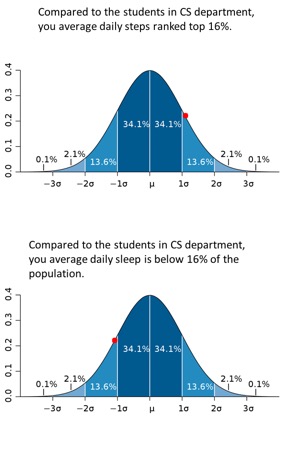 Compared to the students in CS department,
you average daily steps ranked top 16%.
0.4
0.3
0.2
0.1
0.0
34.1% 34.1%
0.1% 2.1% 13.6% 13.6% 2.1% 0.1%
−3σ −2σ −1σ μ 1σ 2σ 3σ
Compared to the students in CS department,
you average daily sleep is below 16% of the
population.
0.4
0.3
0.2
0.1
0.0
34.1% 34.1%
0.1% 2.1% 13.6% 13.6% 2.1% 0.1%
−3σ −2σ −1σ μ 1σ 2σ 3σ